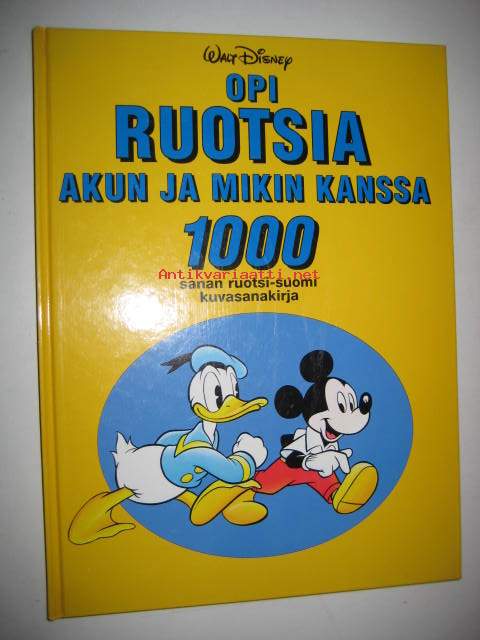 Walt Disney
OPI
RUOTSIA
AKUN JA MIKIN KANSSA
1000
Antikvariaatti.net
sanan ruotsi-suomi
kuvasanakirja